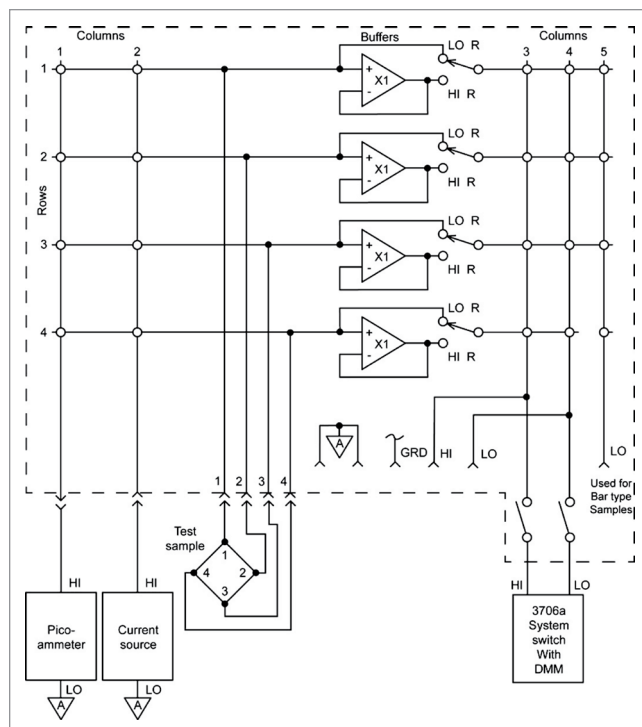 Columns
Buffers
Columns
1
2
3
4
5
Rows
1
+
-
X1
LO R
HI R
2
+
-
X1
LO R
HI R
3
+
-
X1
LO R
HI R
4
+
-
X1
LO R
HI R
A
GRD
HI
LO
LO
Used for
Bar type
Samples
1
2
3
4
Test
sample
1
2
3
4
HI
Pico-
ammeter
LO
A
HI
Current
source
LO
A
HI
LO
3706a
System
switch
With
DMM